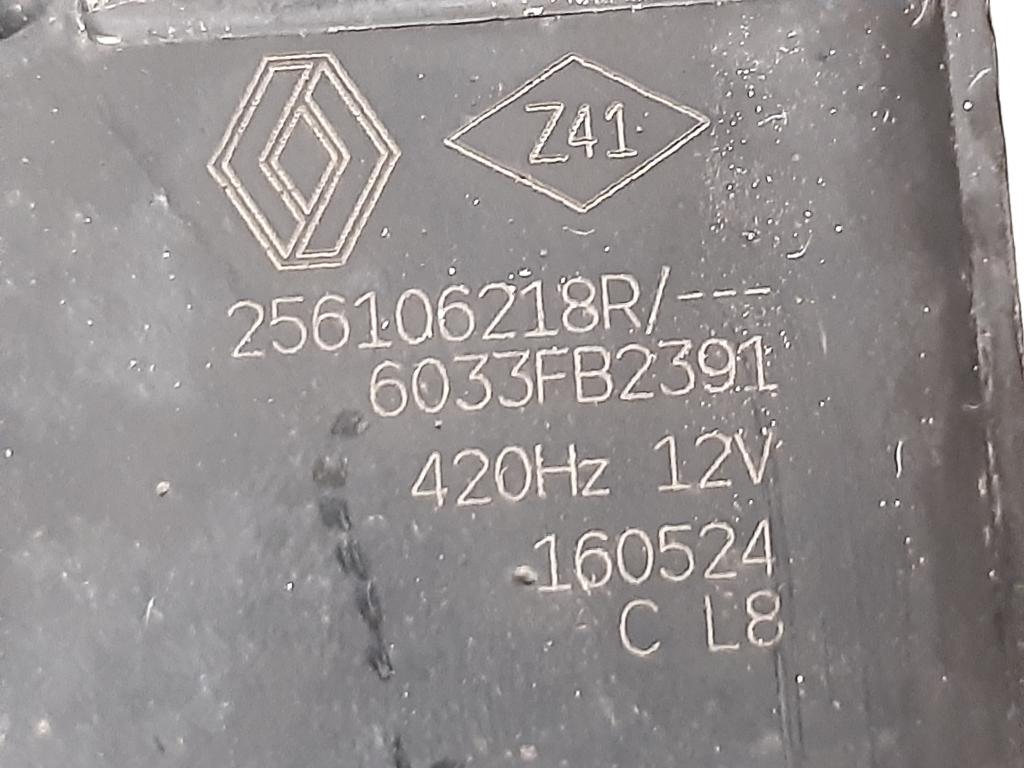 Z41
256106218R/---
6033FB2391
420Hz 12V
160524
C L8